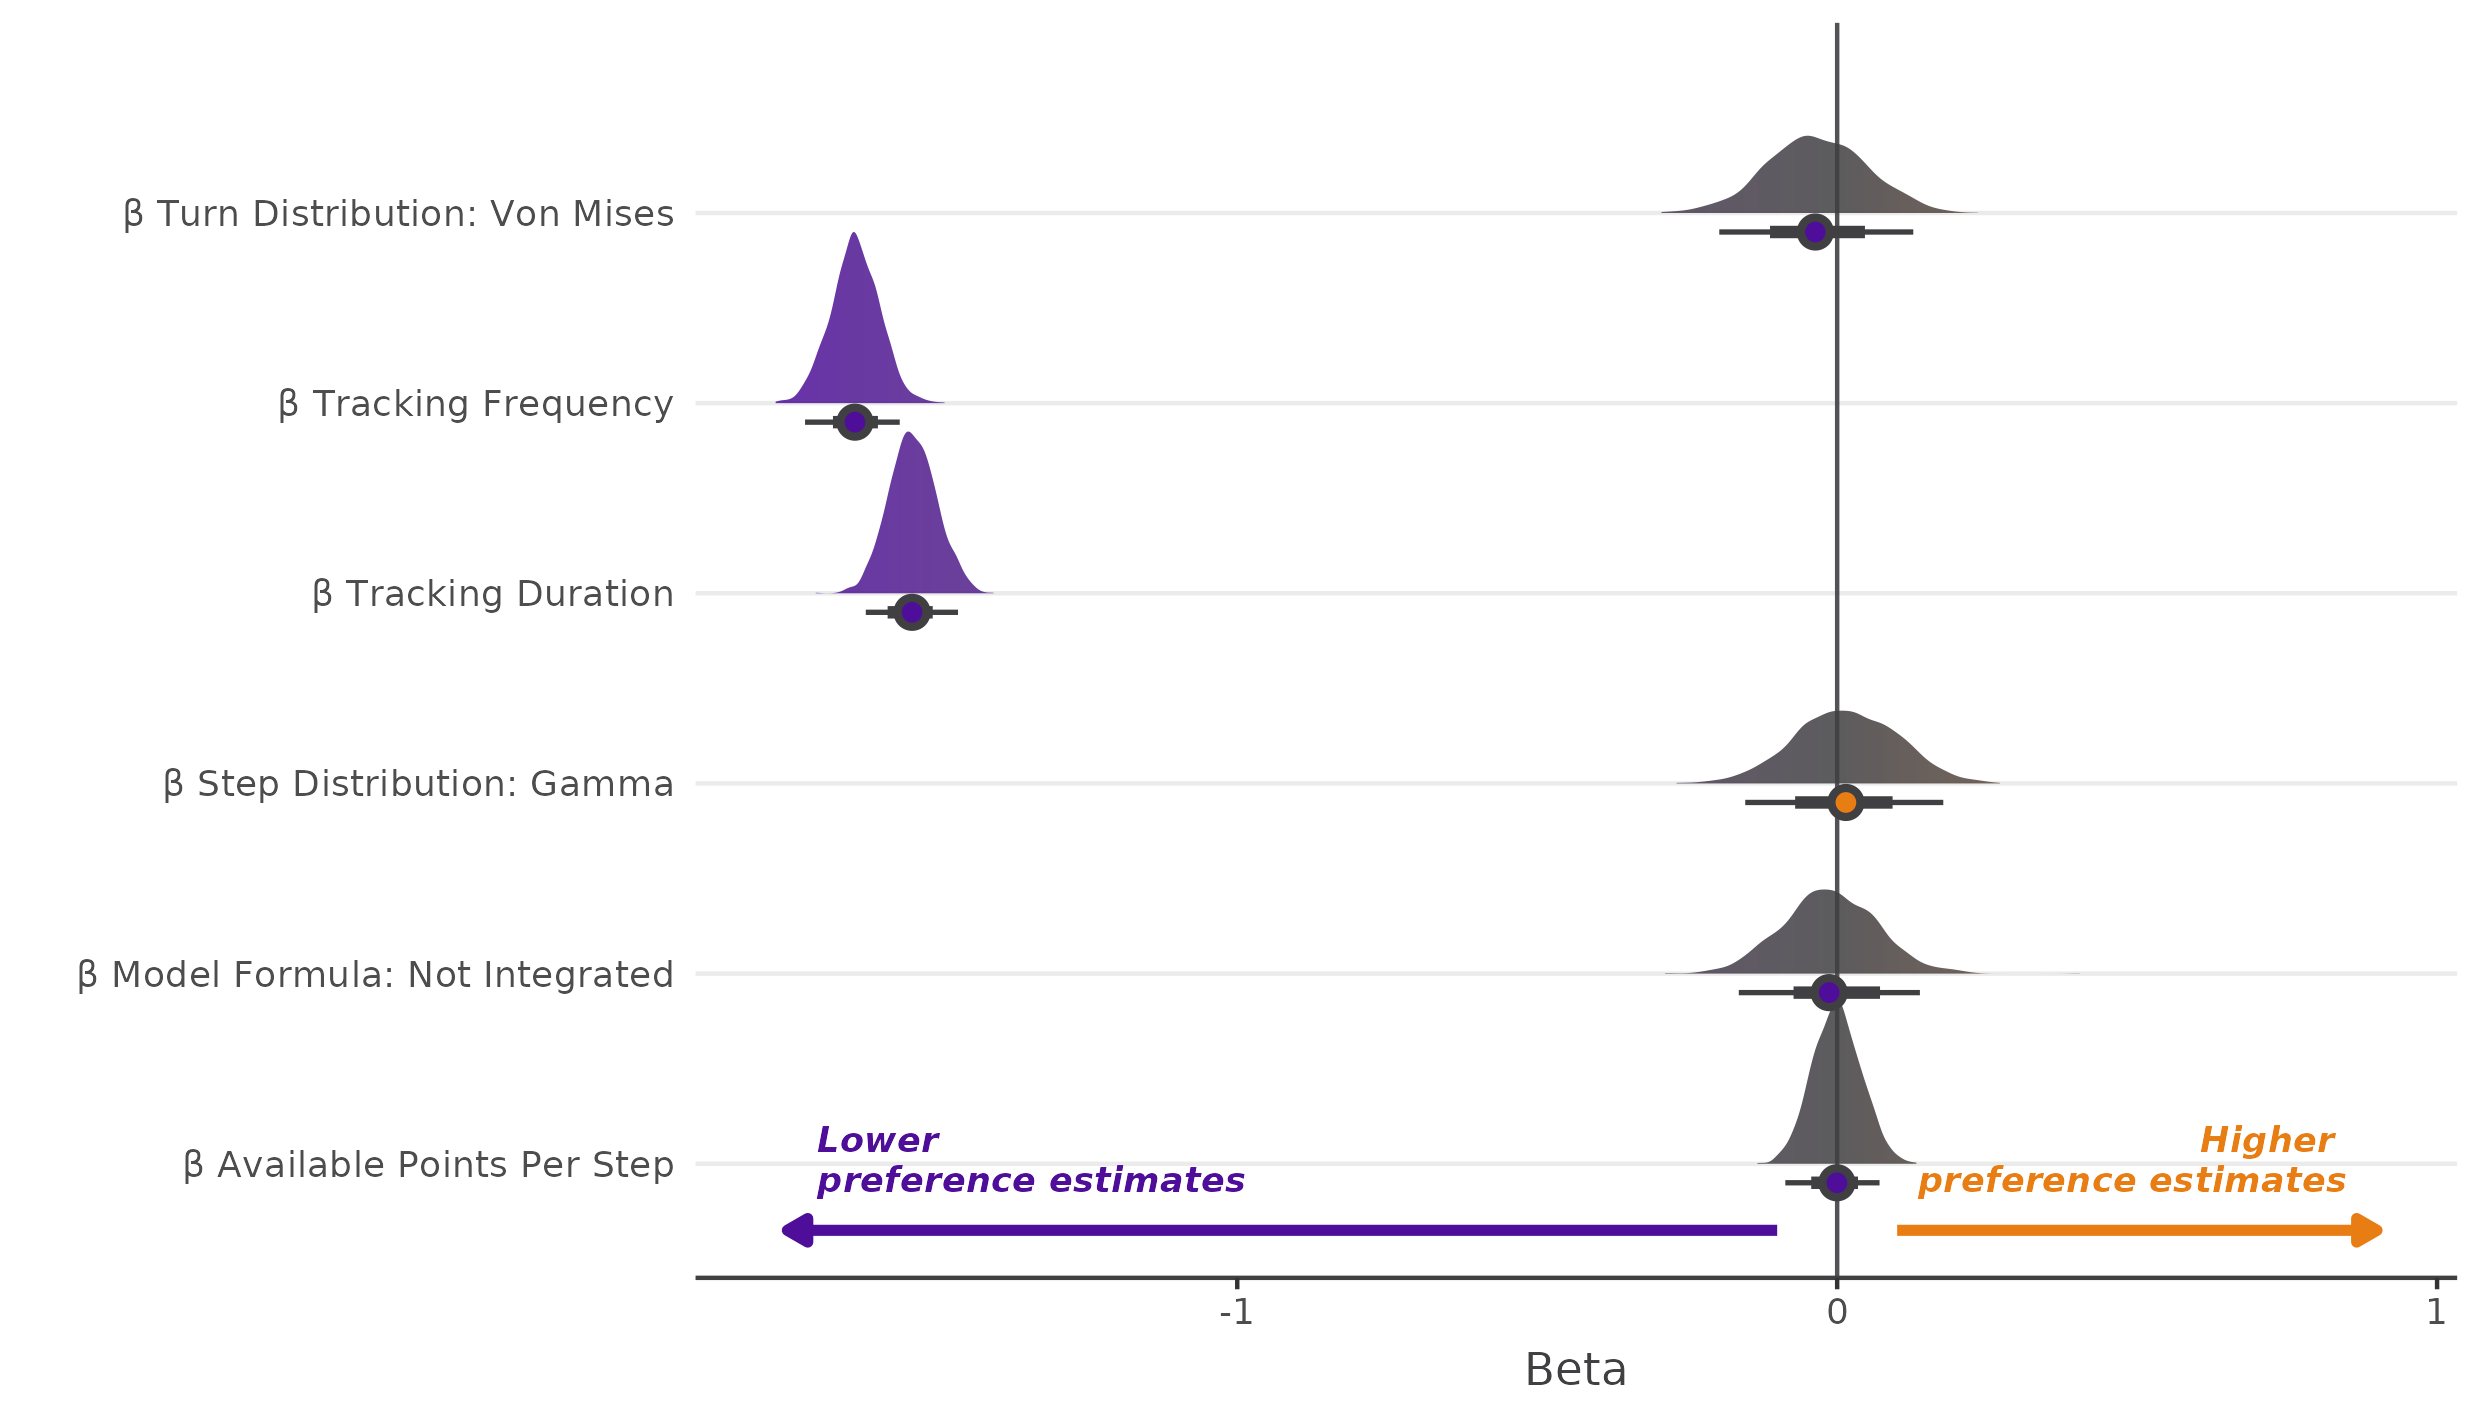 β Turn Distribution: Von Mises
β Tracking Frequency
β Tracking Duration
β Step Distribution: Gamma
β Model Formula: Not Integrated
β Available Points Per Step
Lower
preference estimates
Higher
preference estimates
-1
0
1
Beta